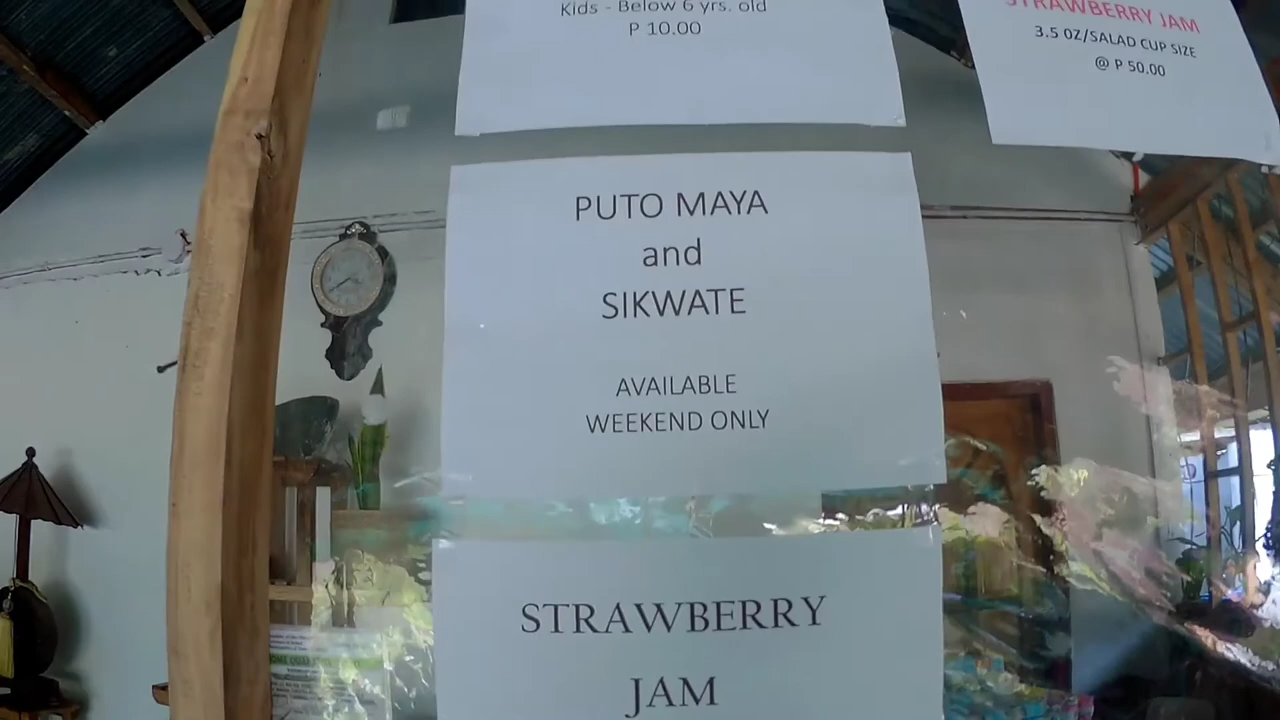 Kids - Below 6 yrs. old
P 10.00
STRAWBERRY JAM
3.5 OZ/SALAD CUP SIZE
@ P 50.00
PUTO MAYA
and
SIKWATE
AVAILABLE
WEEKEND ONLY
STRAWBERRY
JAM